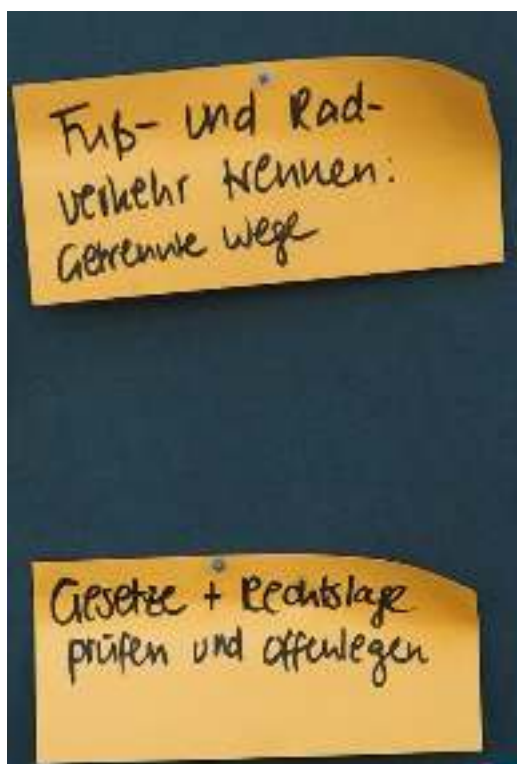 Fuß- und Rad-
verkehr trennen:
Getrennte Wege
Gesetze + Rechtslage
prüfen und offenlegen